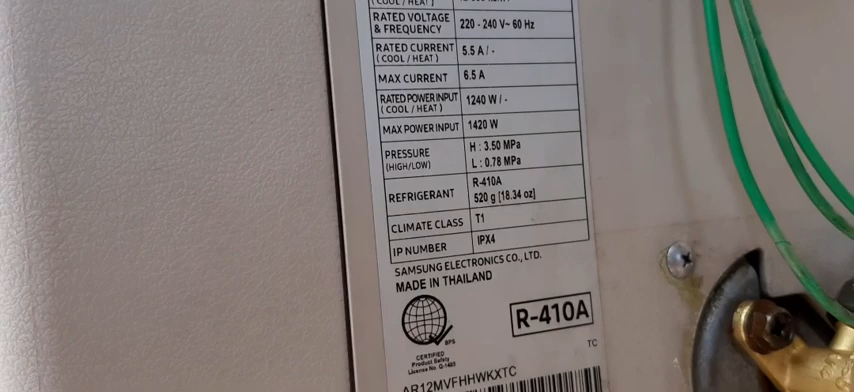 (COOL / HEAT)
RATED VOLTAGE & FREQUENCY 220 - 240 V~ 60 Hz
RATED CURRENT (COOL / HEAT) 5.5 A / -
MAX CURRENT 6.5 A
RATED POWER INPUT (COOL / HEAT) 1240 W / -
MAX POWER INPUT 1420 W
PRESSURE (HIGH/LOW) H : 3.50 MPa
L : 0.78 MPa
REFRIGERANT R-410A
520 g [18.34 oz]
CLIMATE CLASS T1
IP NUMBER IPX4
SAMSUNG ELECTRONICS CO., LTD.
MADE IN THAILAND
R-410A
BPS
CERTIFIED
Product Safety
License No. Q-1485
TC
AR12MVFHHWKXTC